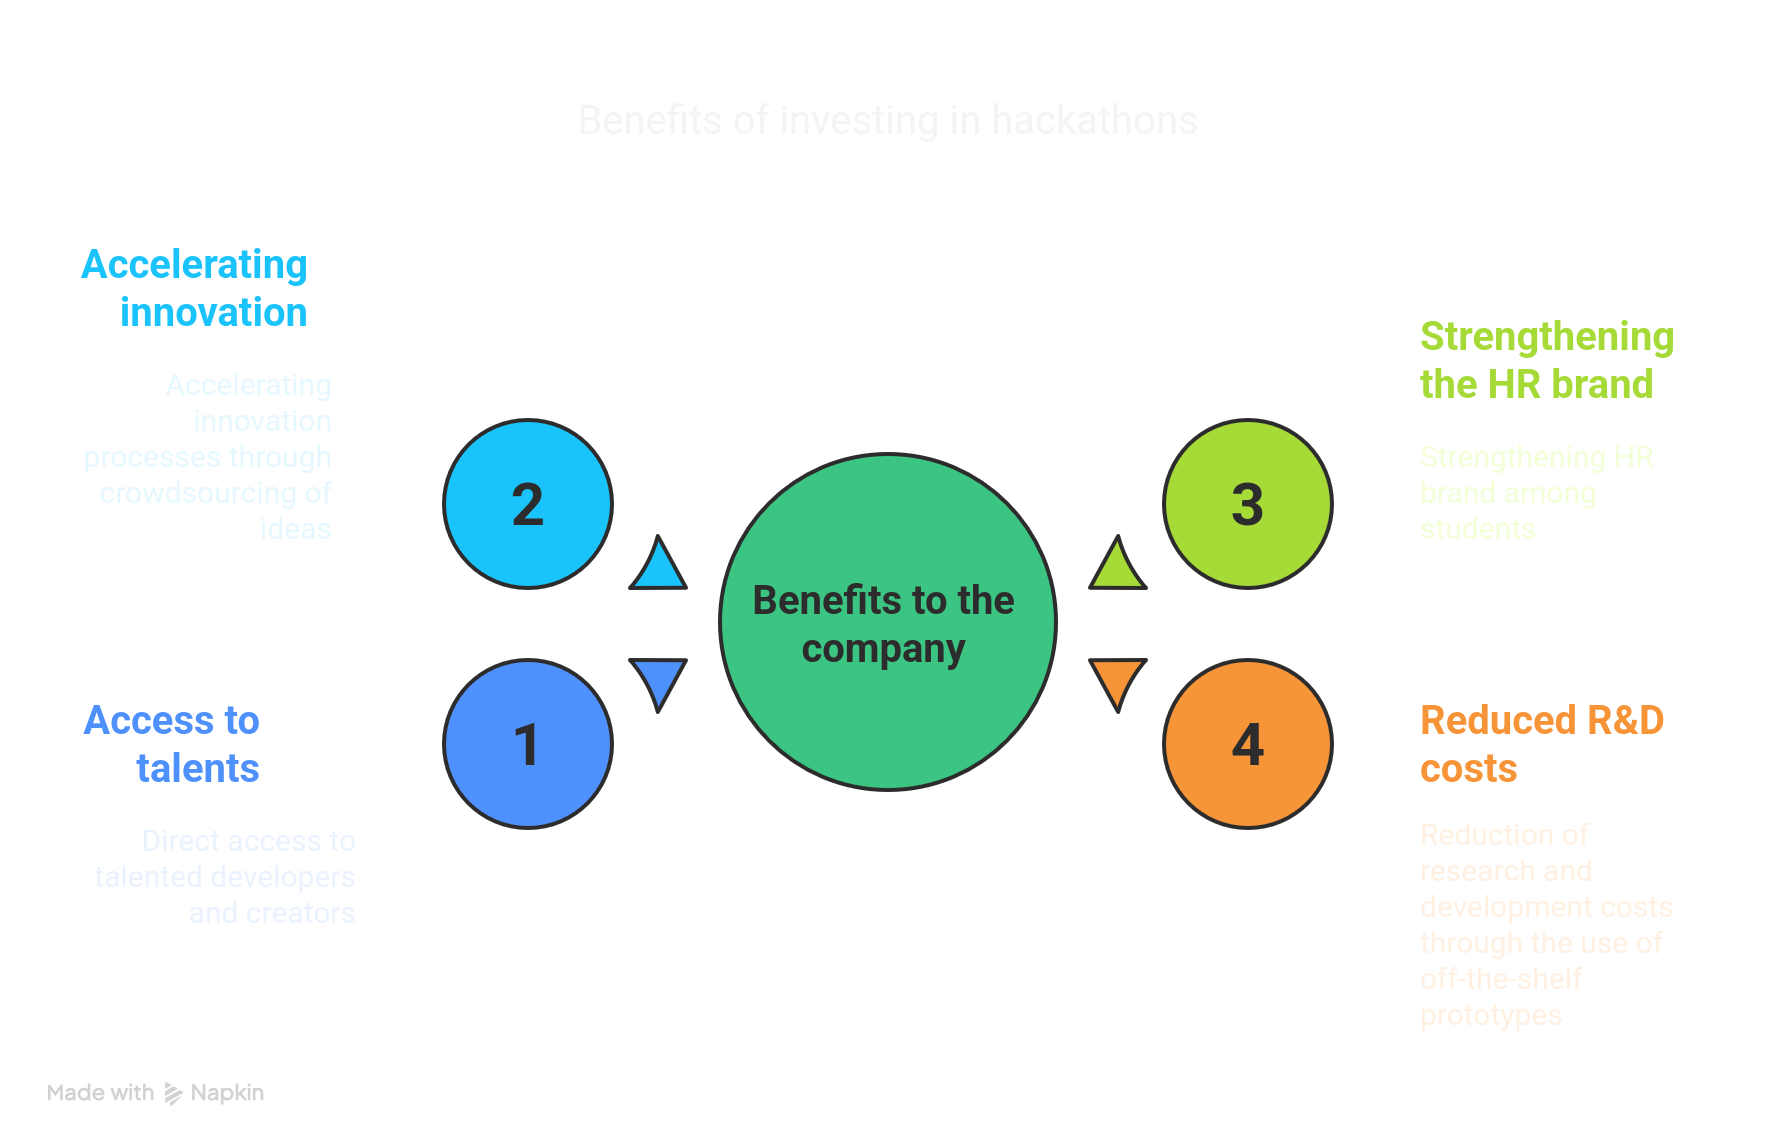 Benefits of investing in hackathons
Accelerating
innovation
Accelerating
innovation
processes through
crowdsourcing of
ideas
2
Strengthening
the HR brand
Strengthening HR
brand among
students
3
Benefits to the
company
Access to
talents
Direct access to
talented developers
and creators
1
Reduced R&D
costs
Reduction of
research and
development costs
through the use of
off-the-shelf
prototypes
4
Made with Napkin